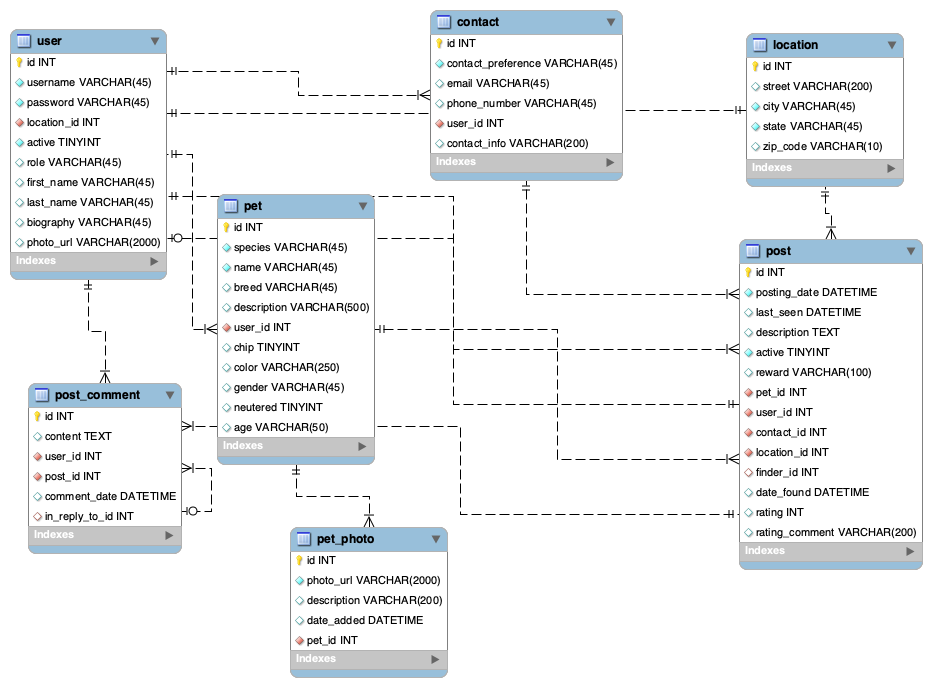 user
id INT
username VARCHAR(45)
password VARCHAR(45)
location_id INT
active TINYINT
role VARCHAR(45)
first_name VARCHAR(45)
last_name VARCHAR(45)
biography VARCHAR(45)
photo_url VARCHAR(2000)
Indexes
contact
id INT
contact_preference VARCHAR(45)
email VARCHAR(45)
phone_number VARCHAR(45)
user_id INT
contact_info VARCHAR(200)
Indexes
location
id INT
street VARCHAR(200)
city VARCHAR(45)
state VARCHAR(45)
zip_code VARCHAR(10)
Indexes
pet
id INT
species VARCHAR(45)
name VARCHAR(45)
breed VARCHAR(45)
description VARCHAR(500)
user_id INT
chip TINYINT
color VARCHAR(250)
gender VARCHAR(45)
neutered TINYINT
age VARCHAR(50)
Indexes
post
id INT
posting_date DATETIME
last_seen DATETIME
description TEXT
active TINYINT
reward VARCHAR(100)
pet_id INT
user_id INT
contact_id INT
location_id INT
finder_id INT
date_found DATETIME
rating INT
rating_comment VARCHAR(200)
Indexes
post_comment
id INT
content TEXT
user_id INT
post_id INT
comment_date DATETIME
in_reply_to_id INT
Indexes
pet_photo
id INT
photo_url VARCHAR(2000)
description VARCHAR(200)
date_added DATETIME
pet_id INT
Indexes